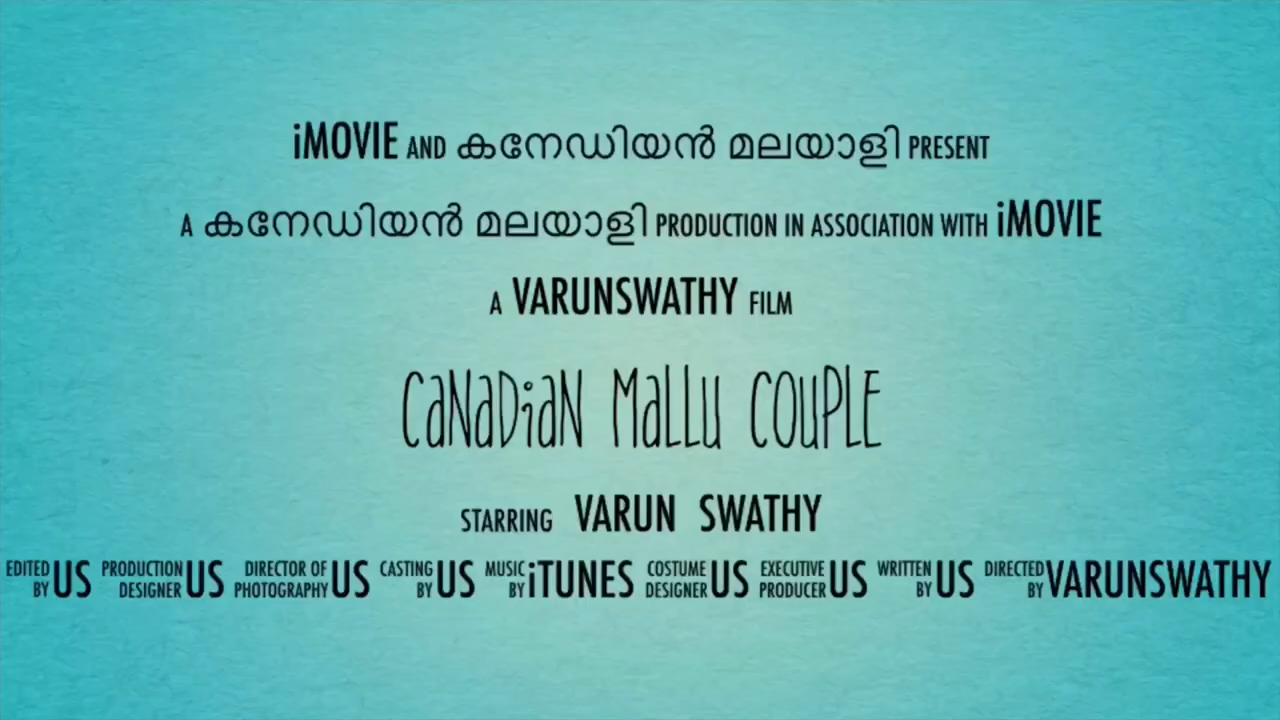 iMOVIE AND കനേഡിയൻ മലയാളി PRESENT
A കനേഡിയൻ മലയാളി PRODUCTION IN ASSOCIATION WITH iMOVIE
A VARUNSWATHY FILM
CaNaDiaN MaLLu COuPLE
STARRING VARUN SWATHY
EDITED BY US PRODUCTION DESIGNER US DIRECTOR OF PHOTOGRAPHY US CASTING BY US MUSIC BY iTUNES COSTUME DESIGNER US EXECUTIVE PRODUCER US WRITTEN BY US DIRECTED BY VARUNSWATHY